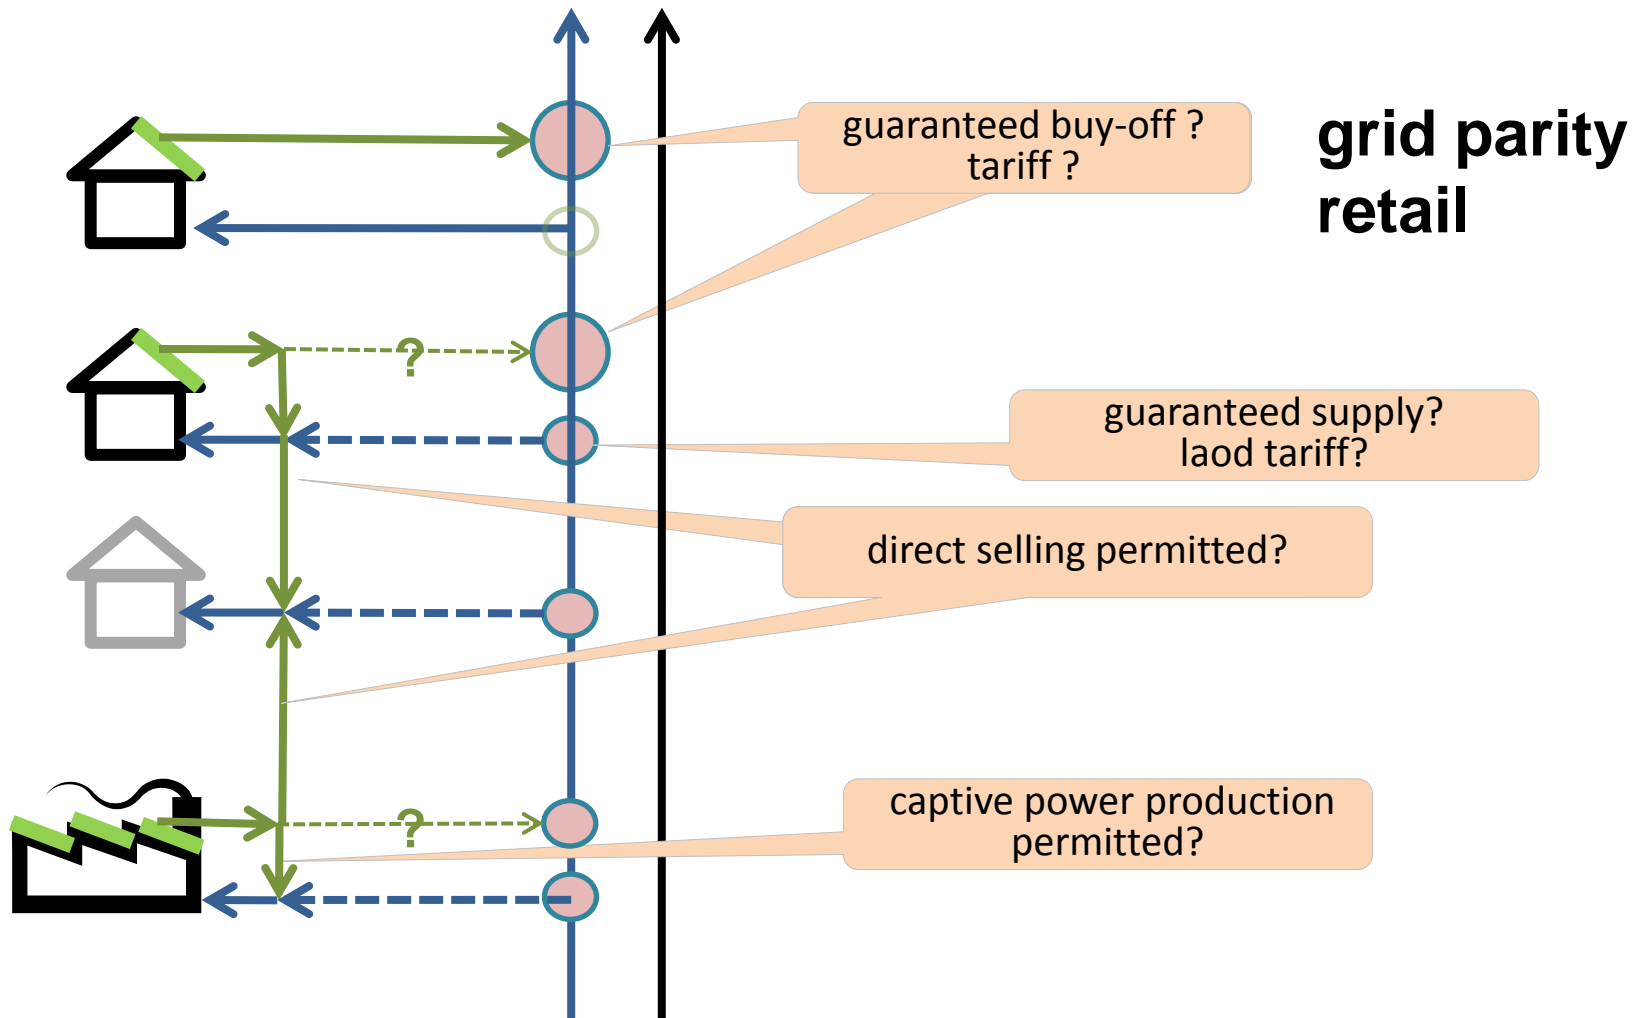 guaranteed buy-off ?
tariff ?
grid parity
retail
?
guaranteed supply?
laod tariff?
direct selling permitted?
captive power production
permitted?
?